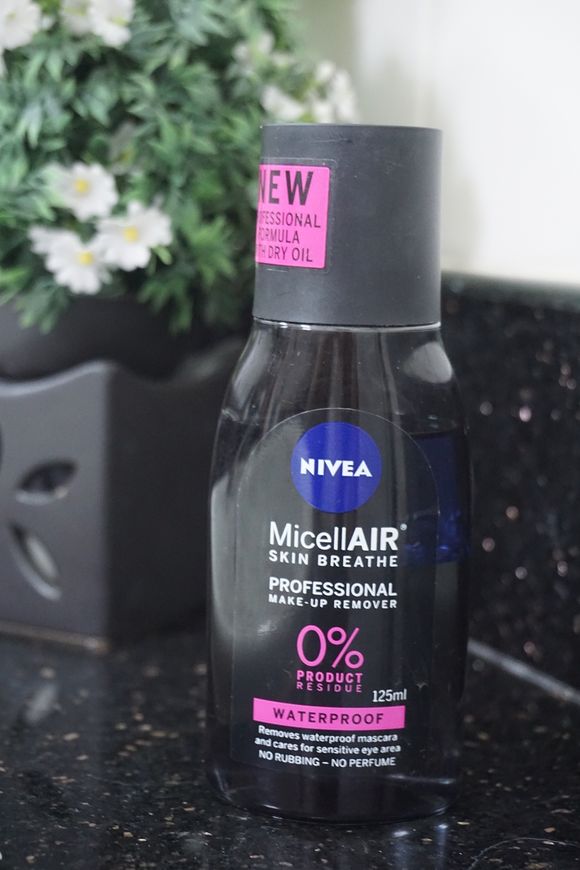 NEW
FORMULA
DRY OIL
NIVEA
MicellAIR®
SKIN BREATHE
PROFESSIONAL
MAKE-UP REMOVER
0%
PRODUCT
RESIDUE
125ml
WATERPROOF
Removes waterproof mascara
and cares for sensitive eye area
NO RUBBING – NO PERFUME